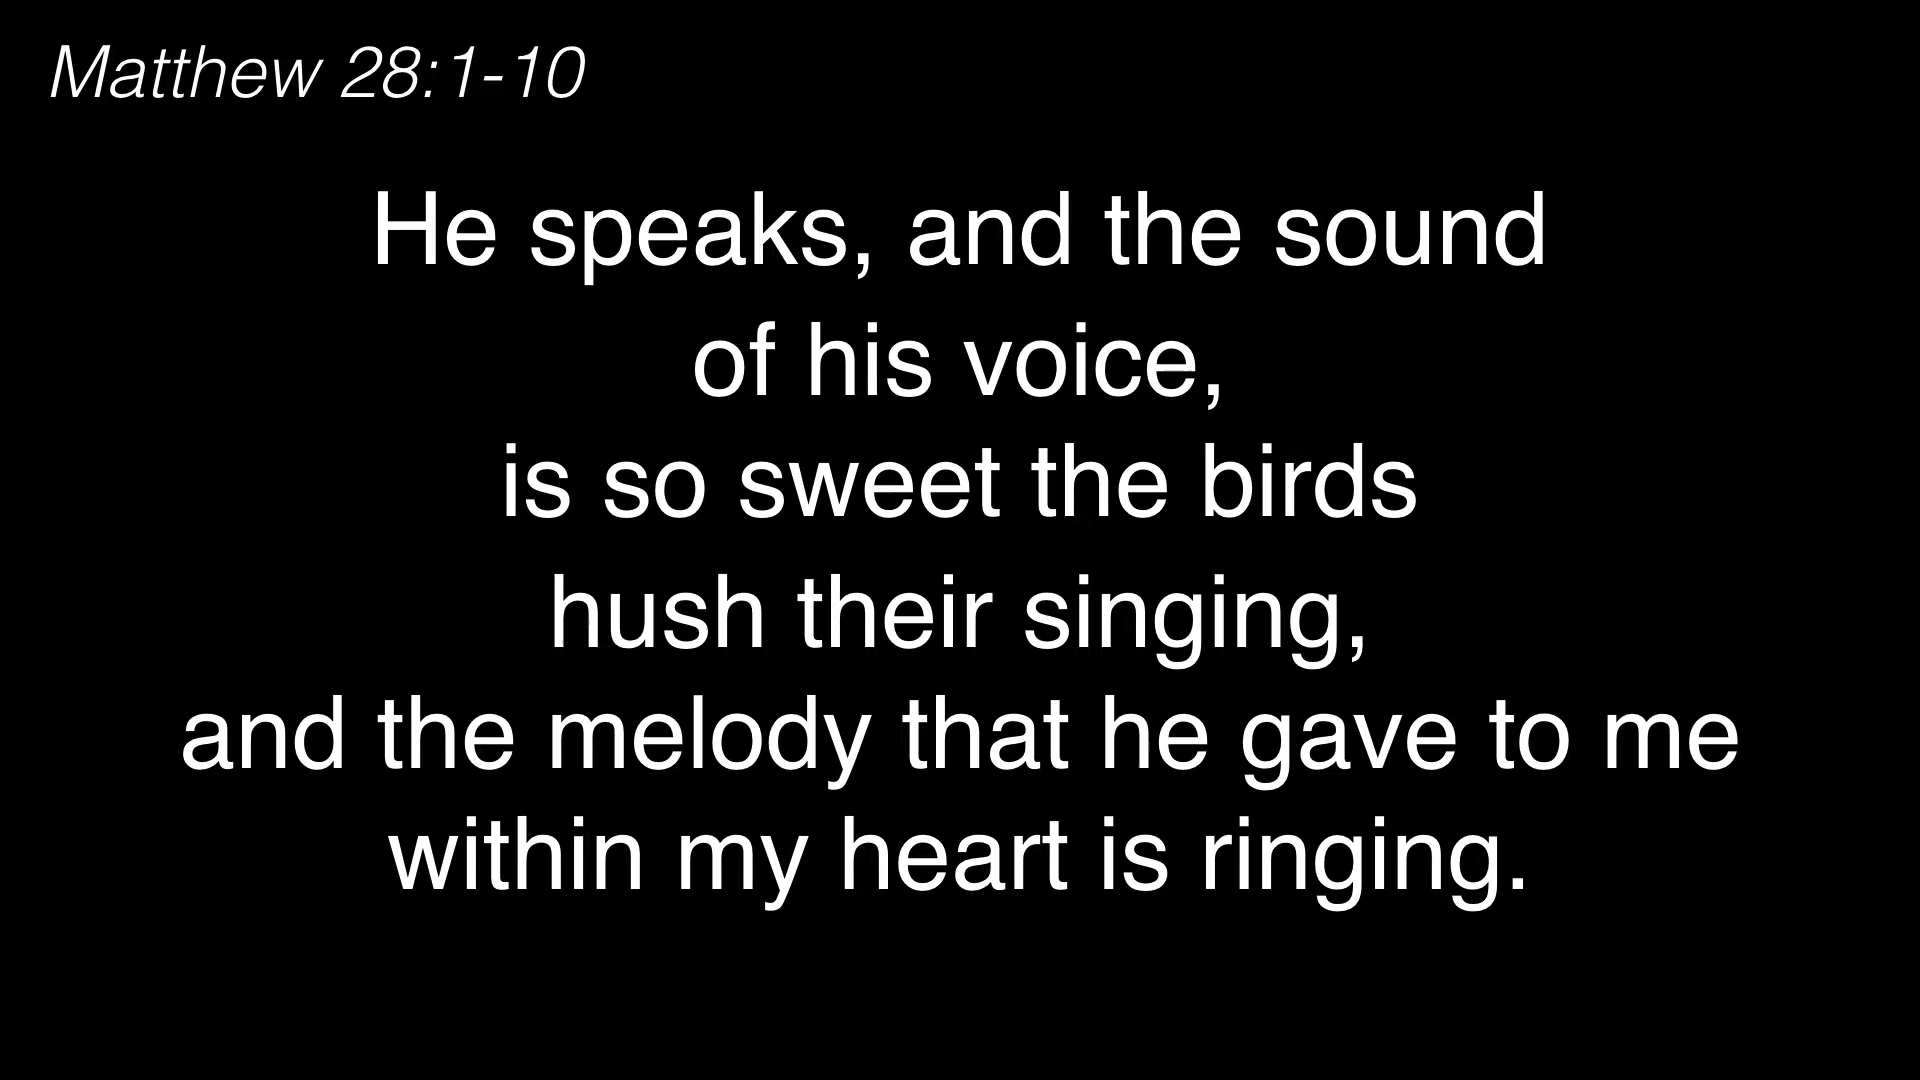 Matthew 28:1-10
He speaks, and the sound
of his voice,
is so sweet the birds
hush their singing,
and the melody that he gave to me
within my heart is ringing.